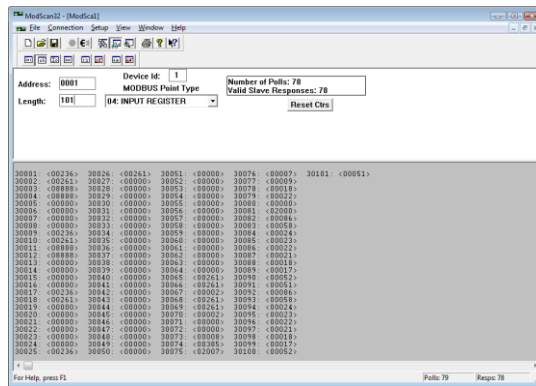 ModScan32 - [ModSca1]
File Connection Setup View Window Help
Address: 0001
Device Id: 1
MODBUS Point Type
Length: 101
04: INPUT REGISTER
Number of Polls: 78
Valid Slave Responses: 78
Reset Ctrs
30001: <00236> 30026: <00261> 30051: <00000> 30076: <00007> 30101: <00051>
30002: <00261> 30027: <00000> 30052: <00000> 30077: <00009>
30003: <08888> 30028: <00000> 30053: <00000> 30078: <00018>
30004: <08888> 30029: <00000> 30054: <00000> 30079: <00022>
30005: <00000> 30030: <00000> 30055: <00000> 30080: <00000>
30006: <00000> 30031: <00000> 30056: <00000> 30081: <02000>
30007: <00000> 30032: <00000> 30057: <00000> 30082: <00086>
30008: <00000> 30033: <00000> 30058: <00000> 30083: <00058>
30009: <00236> 30034: <00000> 30059: <00000> 30084: <00024>
30010: <00261> 30035: <00000> 30060: <00000> 30085: <00023>
30011: <08888> 30036: <00000> 30061: <00000> 30086: <00022>
30012: <08888> 30037: <00000> 30062: <00000> 30087: <00021>
30013: <00000> 30038: <00000> 30063: <00000> 30088: <00018>
30014: <00000> 30039: <00000> 30064: <00000> 30089: <00017>
30015: <00000> 30040: <00000> 30065: <00261> 30090: <00052>
30016: <00000> 30041: <00000> 30066: <00261> 30091: <00051>
30017: <00236> 30042: <00000> 30067: <00002> 30092: <00086>
30018: <00261> 30043: <00000> 30068: <00261> 30093: <00058>
30019: <00000> 30044: <00000> 30069: <00261> 30094: <00024>
30020: <00000> 30045: <00000> 30070: <00002> 30095: <00023>
30021: <00000> 30046: <00000> 30071: <00000> 30096: <00022>
30022: <00000> 30047: <00000> 30072: <00000> 30097: <00021>
30023: <00000> 30048: <00000> 30073: <00008> 30098: <00018>
30024: <00000> 30049: <00000> 30074: <00305> 30099: <00017>
30025: <00236> 30050: <00000> 30075: <02007> 30100: <00052>
For Help, press F1
Polls: 79
Resps: 78